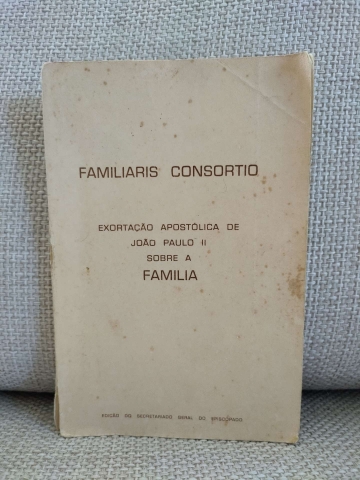 FAMILIARIS CONSORTIO
EXORTAÇÃO APOSTÓLICA DE
JOÃO PAULO II
SOBRE A
FAMILIA
EDIÇÃO DO SECRETARIADO GERAL DO EPISCOPADO